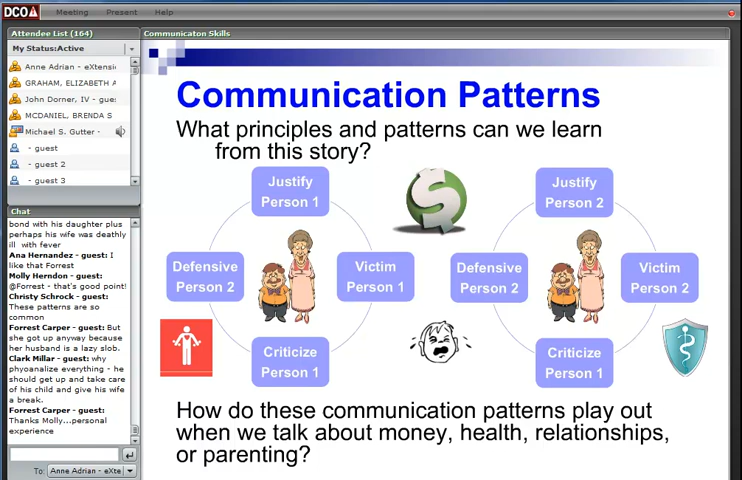 DCO
Meeting Present Help
Attendee List (164)
Communicaton Skills
My Status:Active
Anne Adrian - eXtensi
GRAHAM, ELIZABETH A
John Dorner, IV - gue
MCDANIEL, BRENDA S
Michael S. Gutter -
- guest
- guest 2
- guest 3
Chat
bond with his daughter plus
perhaps his wife was deathly
ill with fever
Ana Hernandez - guest: I
like that Forrest
Molly Herndon - guest:
@Forrest - that's good point!
Christy Schrock - guest:
These patterns are so
common
Forrest Carper - guest: But
she got up anyway because
her husband is a lazy slob.
Clark Millar - guest: why
phyoanalize everything - he
should get up and take care
of his child and give his wife
a break.
Forrest Carper - guest:
Thanks Molly...personal
experience
To: Anne Adrian - eXte
Communication Patterns
What principles and patterns can we learn
from this story?
Justify
Person 1
Defensive
Person 2
Victim
Person 1
Criticize
Person 1
$
Justify
Person 2
Defensive
Person 2
Victim
Person 2
Criticize
Person 1
How do these communication patterns play out
when we talk about money, health, relationships,
or parenting?